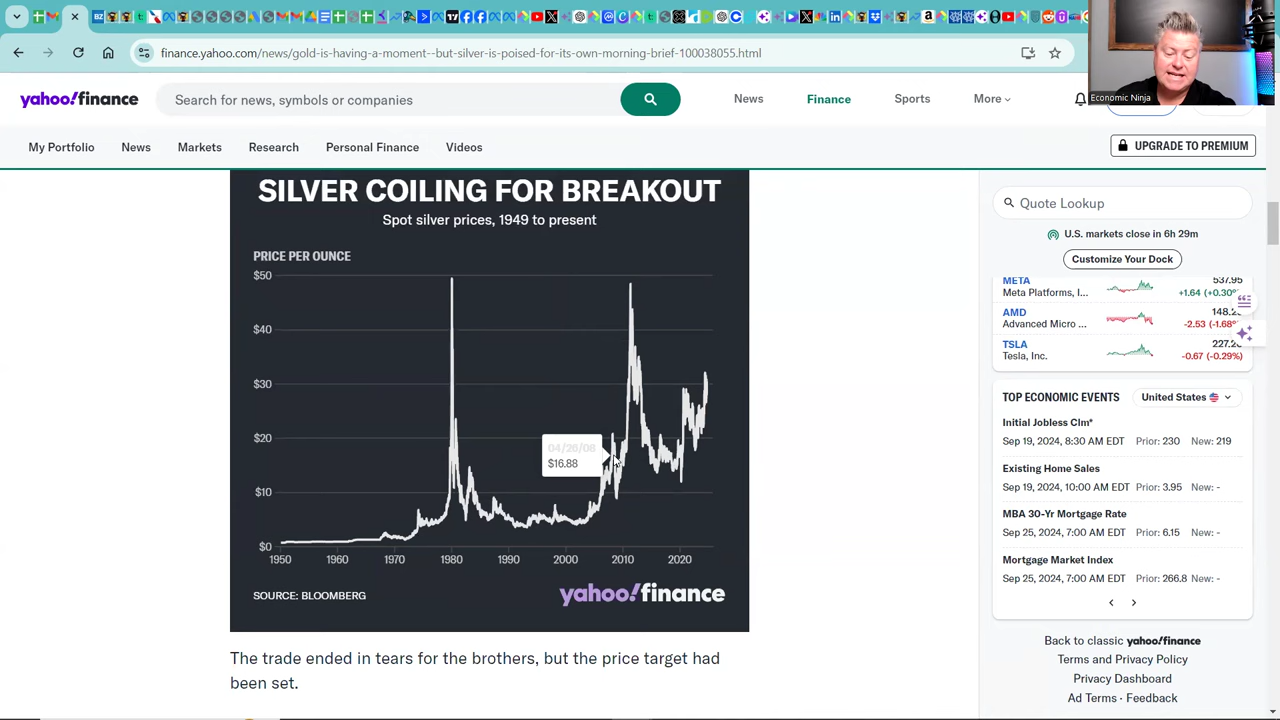 finance.yahoo.com/news/gold-is-having-a-moment--but-silver-is-poised-for-its-own-morning-brief-100038055.html
Economic Ninja
yahoo!finance
Search for news, symbols or companies
News
Finance
Sports
More
My Portfolio
News
Markets
Research
Personal Finance
Videos
UPGRADE TO PREMIUM
SILVER COILING FOR BREAKOUT
Spot silver prices, 1949 to present
PRICE PER OUNCE
$50
$40
$30
$20
$10
$0
04/26/06
$16.88
1950 1960 1970 1980 1990 2000 2010 2020
SOURCE: BLOOMBERG
yahoo!finance
The trade ended in tears for the brothers, but the price target had
been set.
Quote Lookup
U.S. markets close in 6h 29m
Customize Your Dock
META 537.95
Meta Platforms, I... +1.64 (+0.30%)
AMD
Advanced Micro ... -2.53 (-1.68%
TSLA
Tesla, Inc. -0.67 (-0.29%)
TOP ECONOMIC EVENTS United States
Initial Jobless Clm*
Sep 19, 2024, 8:30 AM EDT Prior: 230 New: 219
Existing Home Sales
Sep 19, 2024, 10:00 AM EDT Prior: 3.95 New: -
MBA 30-Yr Mortgage Rate
Sep 25, 2024, 7:00 AM EDT Prior: 6.15 New: -
Mortgage Market Index
Sep 25, 2024, 7:00 AM EDT Prior: 266.8 New: -
Back to classic yahoo!finance
Terms and Privacy Policy
Privacy Dashboard
Ad Terms • Feedback